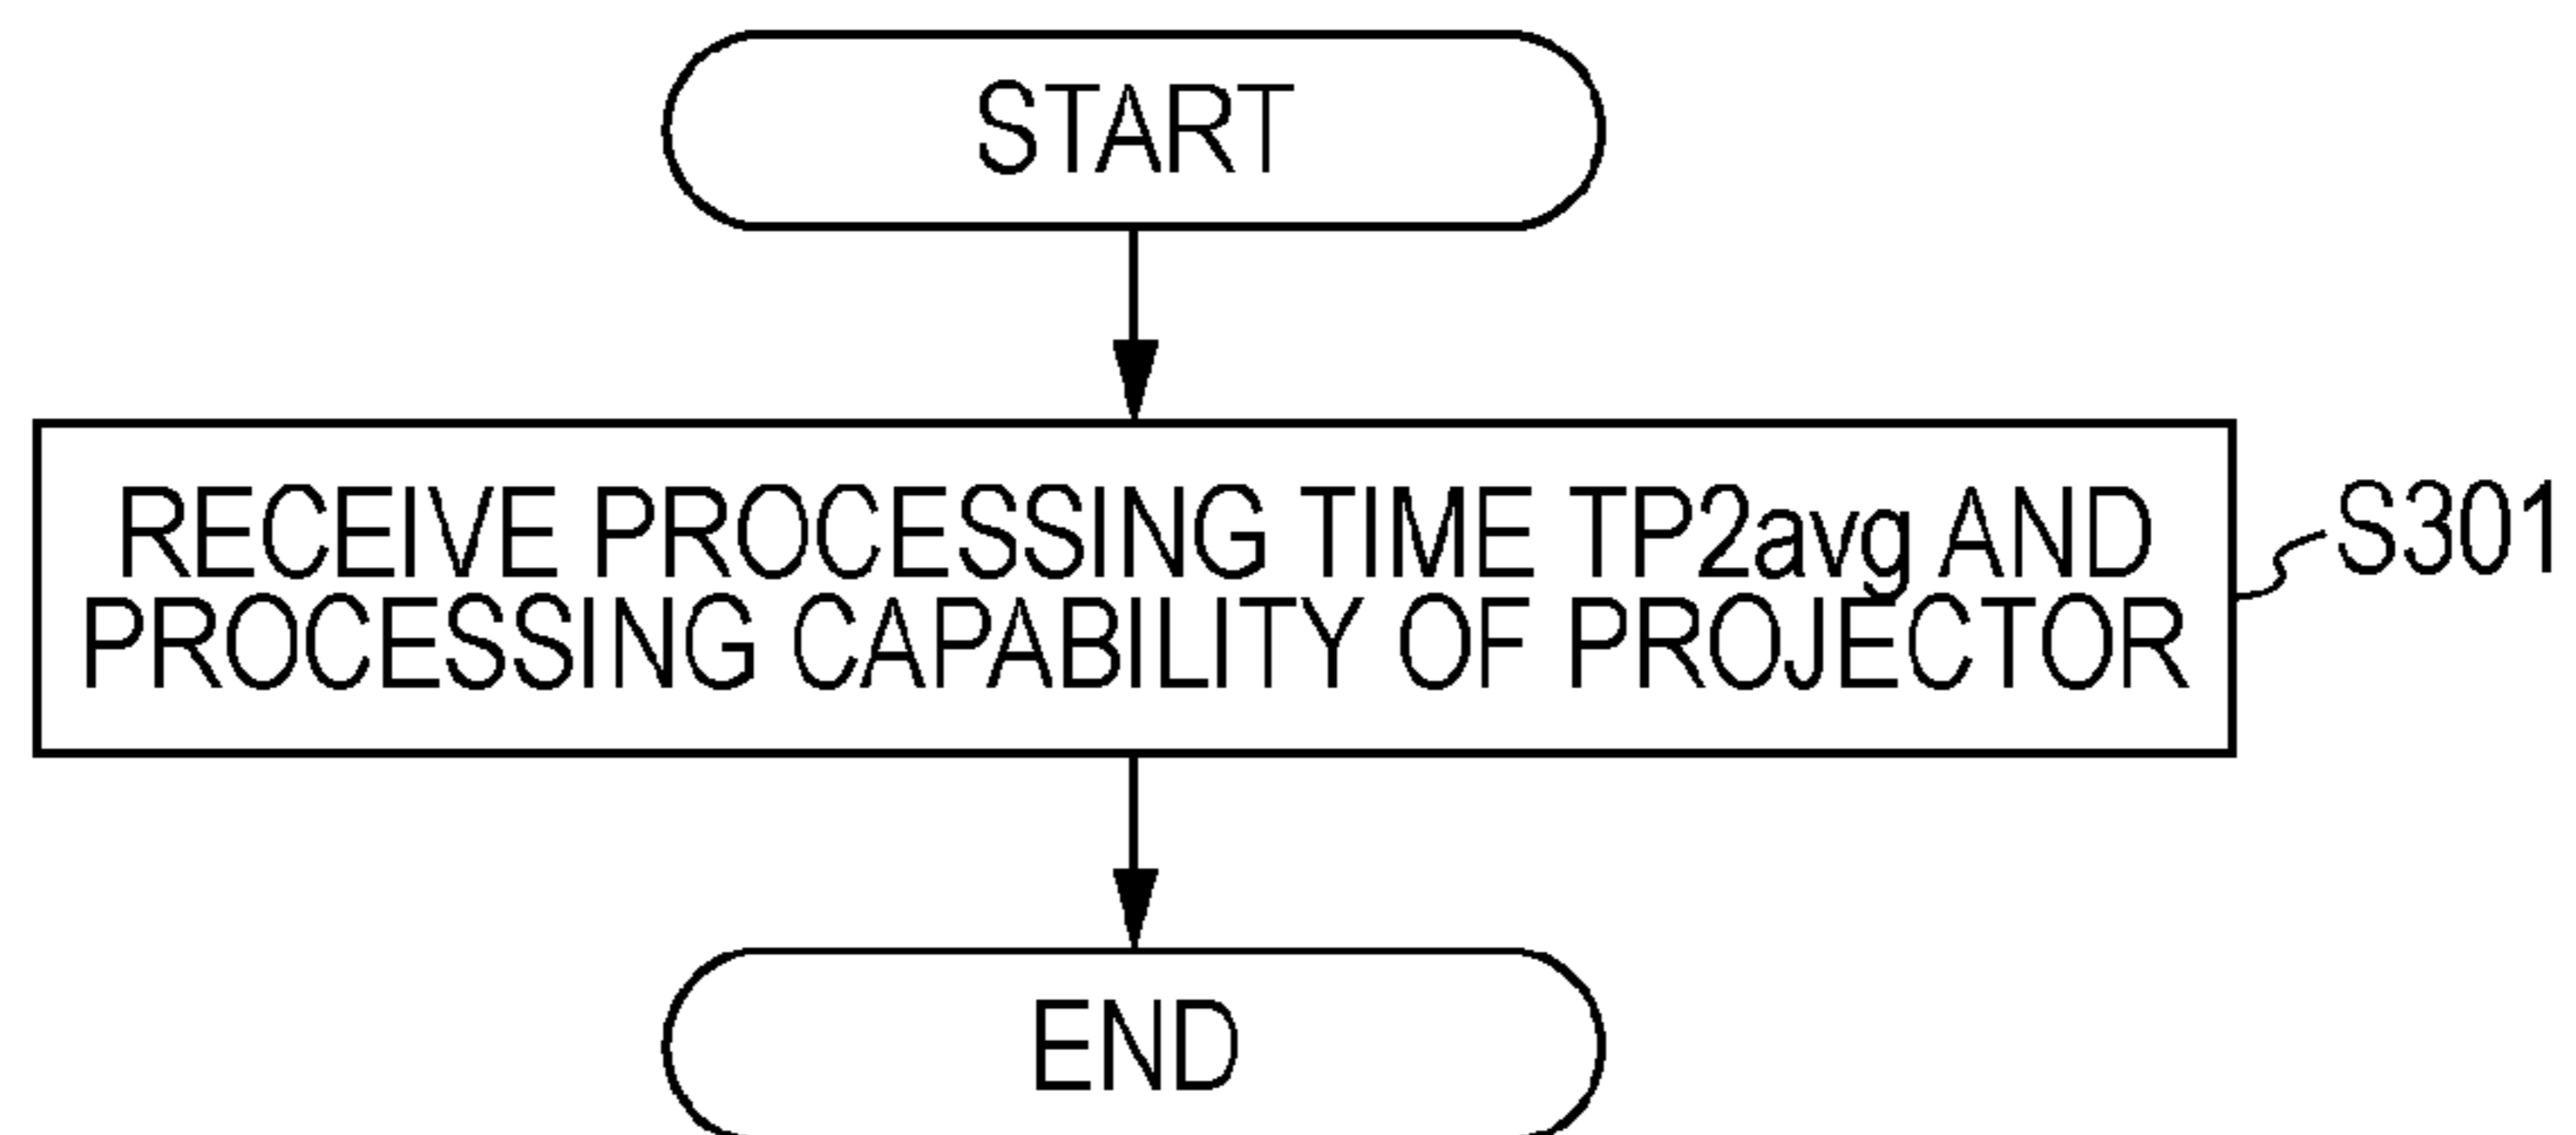 START
RECEIVE PROCESSING TIME TP2avg AND
PROCESSING CAPABILITY OF PROJECTOR
S301
END